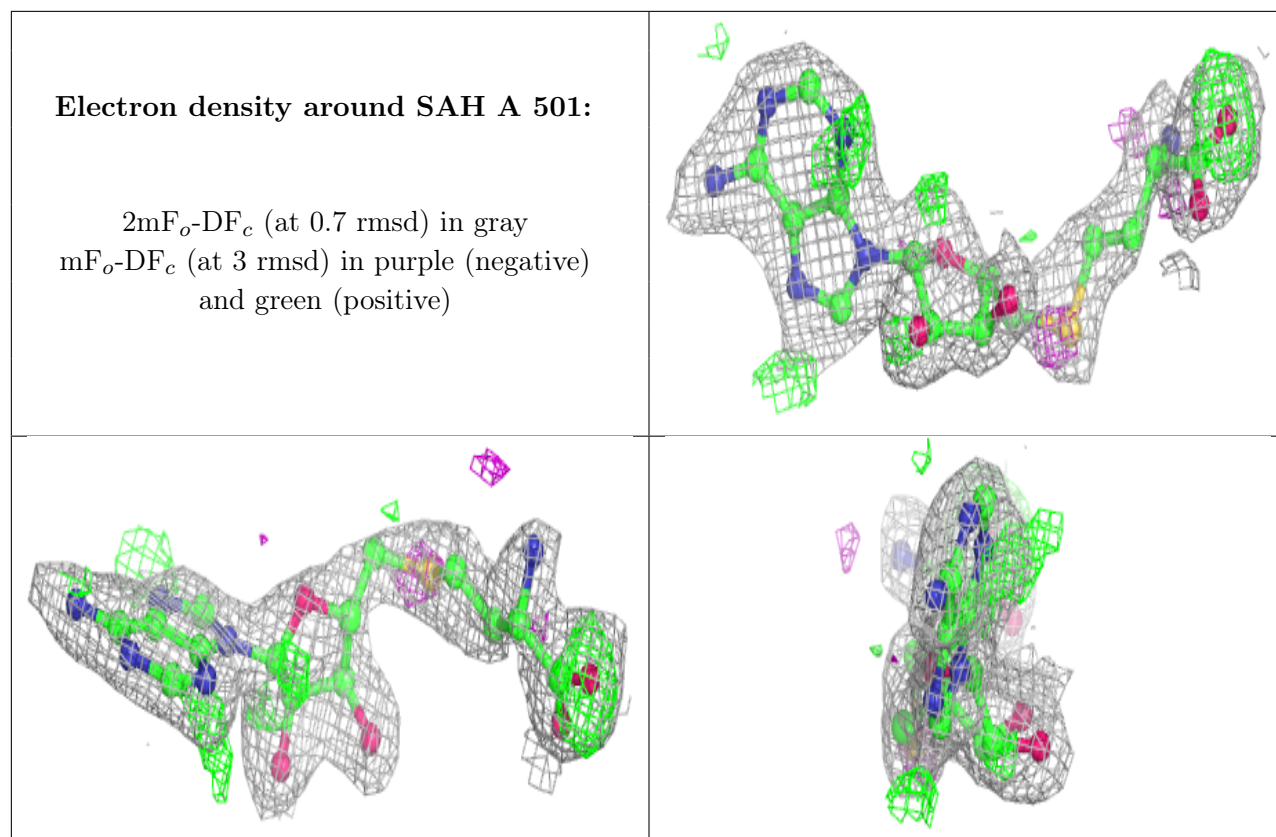 Electron density around SAH A 501:
2mFₒ-DF𝒸 (at 0.7 rmsd) in gray
mFₒ-DF𝒸 (at 3 rmsd) in purple (negative)
and green (positive)